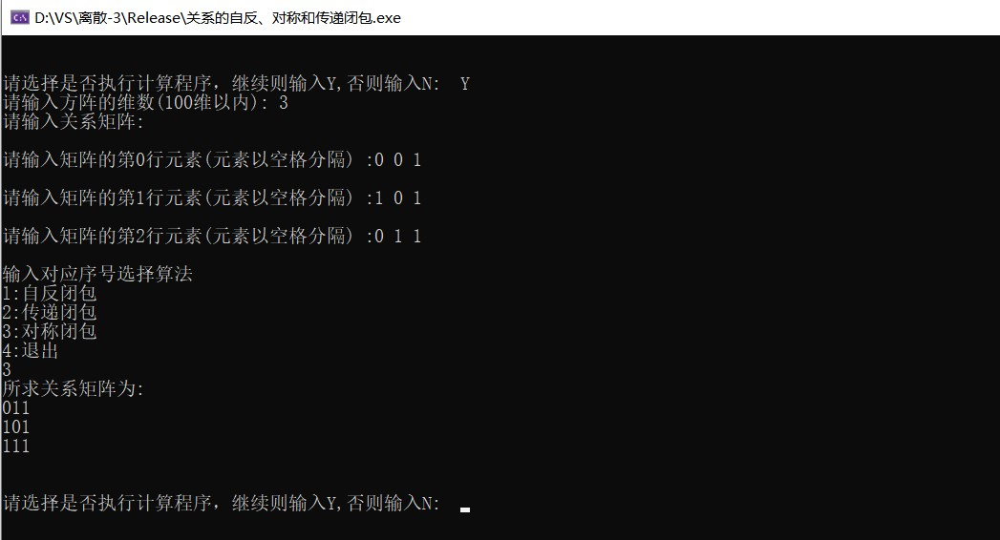 D:\VS\离散-3\Release\关系的自反、对称和传递闭包.exe
请选择是否执行计算程序，继续则输入Y,否则输入N:  Y
请输入方阵的维数(100维以内): 3
请输入关系矩阵:
请输入矩阵的第0行元素(元素以空格分隔) :0 0 1
请输入矩阵的第1行元素(元素以空格分隔) :1 0 1
请输入矩阵的第2行元素(元素以空格分隔) :0 1 1
输入对应序号选择算法
1:自反闭包
2:传递闭包
3:对称闭包
4:退出
3
所求关系矩阵为:
011
101
111
请选择是否执行计算程序，继续则输入Y,否则输入N: